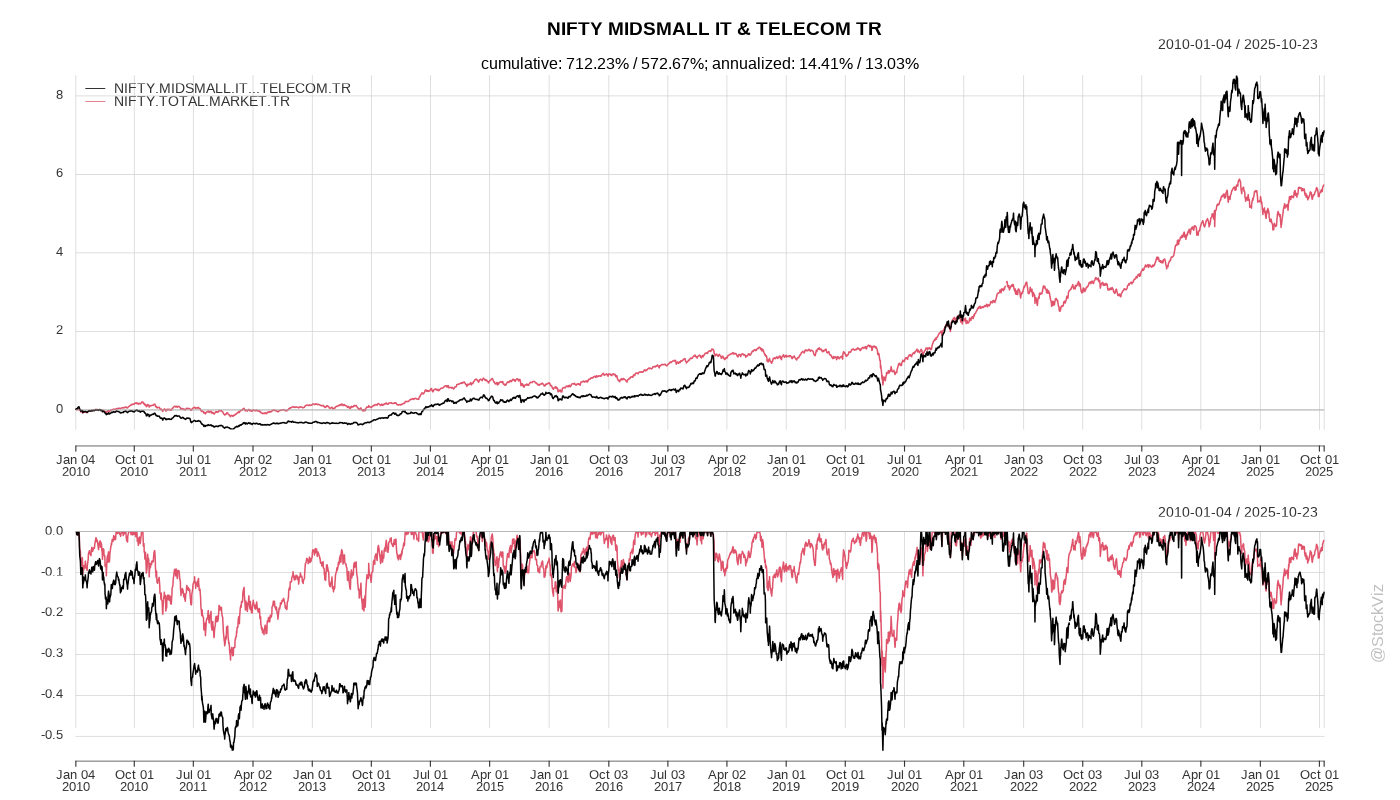 NIFTY MIDSMALL IT & TELECOM TR
2010-01-04 / 2025-10-23
cumulative: 712.23% / 572.67%; annualized: 14.41% / 13.03%
NIFTY.MIDSMALL.IT...TELECOM.TR
NIFTY.TOTAL.MARKET.TR
8
6
4
2
0
Jan 04 Oct 01 Jul 01 Apr 02 Jan 01 Oct 01 Jul 01 Apr 01 Jan 01 Oct 03 Jul 03 Apr 02 Jan 01 Oct 01 Jul 01 Apr 01 Jan 03 Oct 03 Jul 03 Apr 01 Jan 01 Oct 01
2010 2010 2011 2012 2013 2013 2014 2015 2016 2016 2017 2018 2019 2019 2020 2021 2022 2022 2023 2024 2025 2025
2010-01-04 / 2025-10-23
0.0
-0.1
-0.2
-0.3
-0.4
-0.5
Jan 04 Oct 01 Jul 01 Apr 02 Jan 01 Oct 01 Jul 01 Apr 01 Jan 01 Oct 03 Jul 03 Apr 02 Jan 01 Oct 01 Jul 01 Apr 01 Jan 03 Oct 03 Jul 03 Apr 01 Jan 01 Oct 01
2010 2010 2011 2012 2013 2013 2014 2015 2016 2016 2017 2018 2019 2019 2020 2021 2022 2022 2023 2024 2025 2025
@StockViz